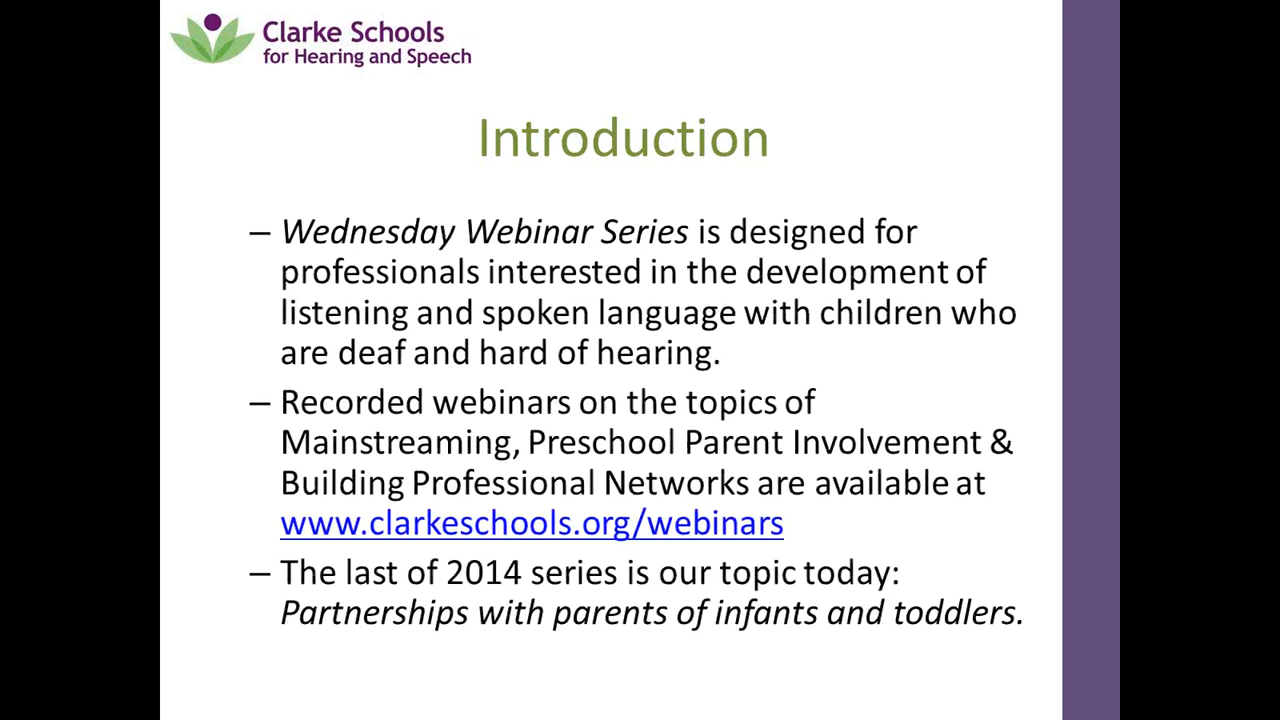 Clarke Schools
for Hearing and Speech
Introduction
– Wednesday Webinar Series is designed for
professionals interested in the development of
listening and spoken language with children who
are deaf and hard of hearing.
– Recorded webinars on the topics of
Mainstreaming, Preschool Parent Involvement &
Building Professional Networks are available at
www.clarkeschools.org/webinars
– The last of 2014 series is our topic today:
Partnerships with parents of infants and toddlers.